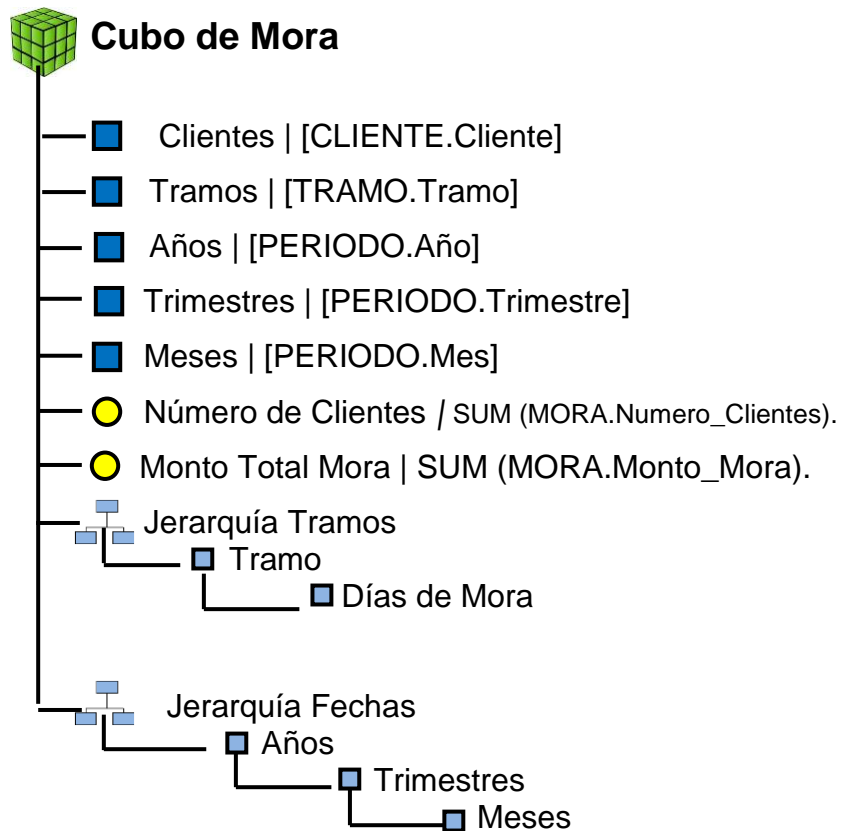 Cubo de Mora
Clientes | [CLIENTE.Cliente]
Tramos | [TRAMO.Tramo]
Años | [PERIODO.Año]
Trimestres | [PERIODO.Trimestre]
Meses | [PERIODO.Mes]
Número de Clientes | SUM (MORA.Numero_Clientes).
Monto Total Mora | SUM (MORA.Monto_Mora).
Jerarquía Tramos
Tramo
Días de Mora
Jerarquía Fechas
Años
Trimestres
Meses